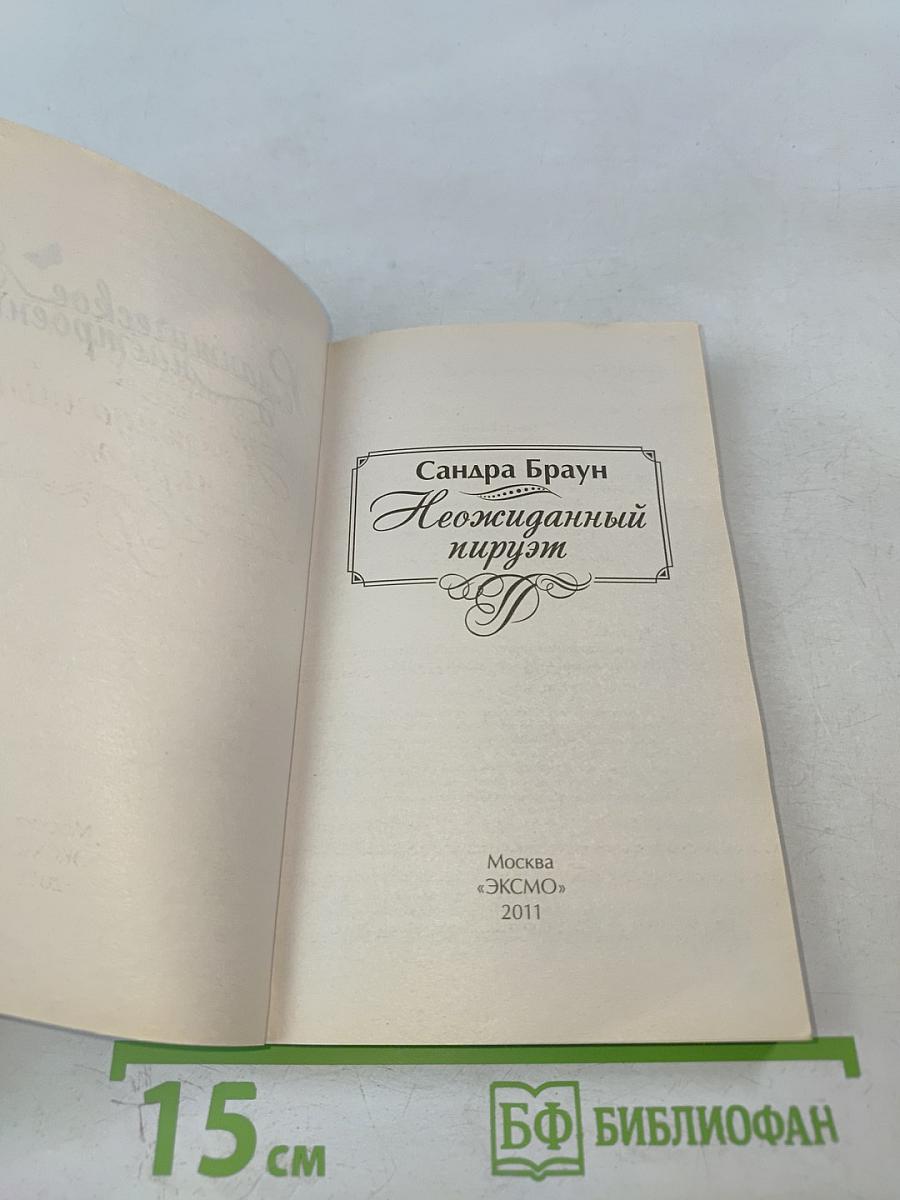 Сандра Браун
Неожиданный
пируэт
Москва
«ЭКСМО»
2011
15 см
БФ БИБЛИОФАН